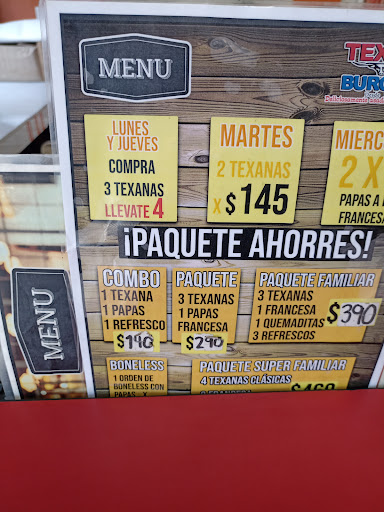 MENU
TEX
BURG
LUNES
Y JUEVES
COMPRA
3 TEXANAS
LLEVATE 4
MARTES
2 TEXANAS
X $ 145
MIERC
2 X
PAPAS A
FRANCES
¡PAQUETE AHORRES!
COMBO
1 TEXANA
1 PAPAS
1 REFRESCO
$190
PAQUETE
3 TEXANAS
1 PAPAS
FRANCESA
$290
PAQUETE FAMILIAR
3 TEXANAS
1 FRANCESA
1 QUEMADITAS
3 REFRESCOS
$390
BONELESS
1 ORDEN DE
BONELESS CON
PAPAS X
PAQUETE SUPER FAMILIAR
4 TEXANAS CLÁSICAS
MENU